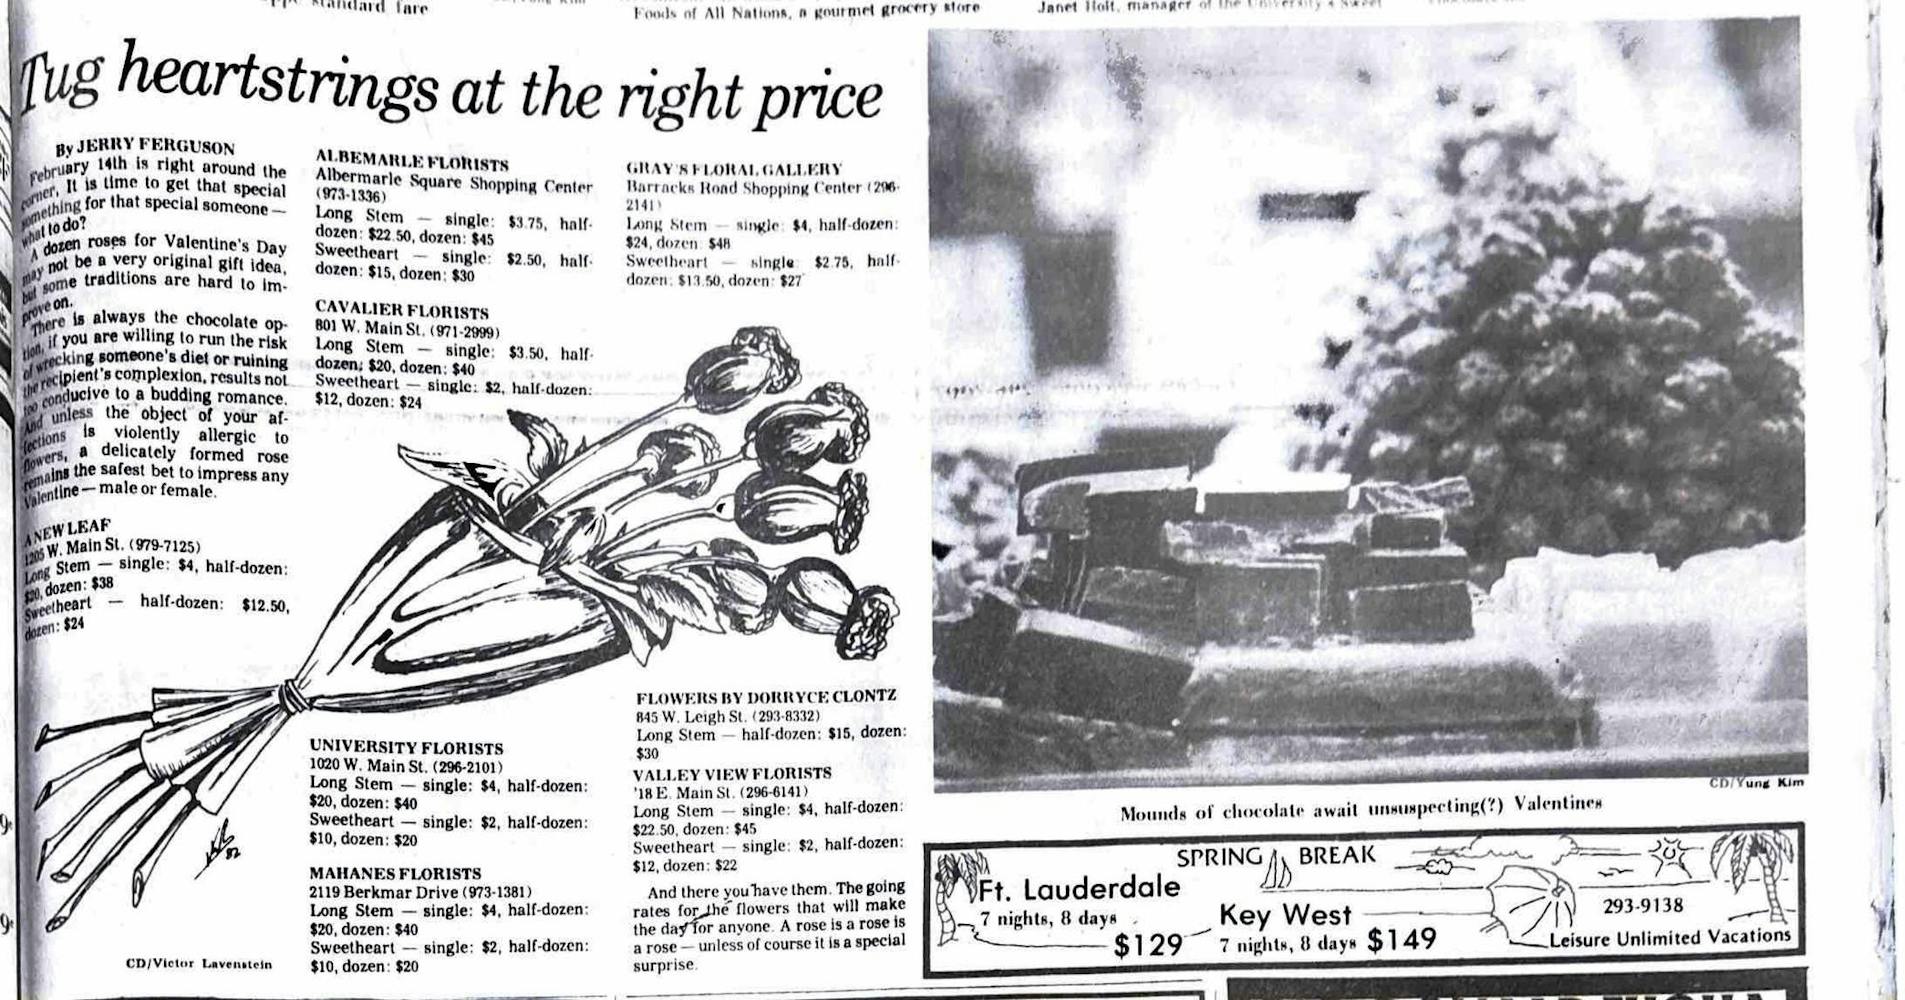 standard fare
Foods of All Nations, a gourmet grocery store
Janet Holt, manager of the University's Sweet
Tug heartstrings at the right price
By JERRY FERGUSON
February 14th is right around the
corner. It is time to get that special
something for that special someone —
what to do?
A dozen roses for Valentine's Day
may not be a very original gift idea,
but some traditions are hard to im-
prove on.
There is always the chocolate op-
tion, if you are willing to run the risk
of wrecking someone's diet or ruining
the recipient's complexion, results not
too conducive to a budding romance.
And unless the object of your af-
fections is violently allergic to
flowers, a delicately formed rose
remains the safest bet to impress any
Valentine — male or female.
A NEW LEAF
1205 W. Main St. (979-7125)
Long Stem — single: $4, half-dozen:
$20, dozen: $38
Sweetheart — half-dozen: $12.50,
dozen: $24
CD/Victor Lavenstein
ALBEMARLE FLORISTS
Albermarle Square Shopping Center
(973-1336)
Long Stem — single: $3.75, half-
dozen: $22.50, dozen: $45
Sweetheart — single: $2.50, half-
dozen: $15, dozen: $30
CAVALIER FLORISTS
801 W. Main St. (971-2999)
Long Stem — single: $3.50, half-
dozen: $20, dozen: $40
Sweetheart — single: $2, half-dozen:
$12, dozen: $24
82
UNIVERSITY FLORISTS
1020 W. Main St. (296-2101)
Long Stem — single: $4, half-dozen:
$20, dozen: $40
Sweetheart — single: $2, half-dozen:
$10, dozen: $20
MAHANES FLORISTS
2119 Berkmar Drive (973-1381)
Long Stem — single: $4, half-dozen:
$20, dozen: $40
Sweetheart — single: $2, half-dozen:
$10, dozen: $20
GRAY'S FLORAL GALLERY
Barracks Road Shopping Center (296-
2141)
Long Stem — single: $4, half-dozen:
$24, dozen: $48
Sweetheart — single: $2.75, half-
dozen: $13.50, dozen: $27
FLOWERS BY DORRYCE CLONTZ
845 W. Leigh St. (293-8332)
Long Stem — half-dozen: $15, dozen:
$30
VALLEY VIEW FLORISTS
'18 E. Main St. (296-6141)
Long Stem — single: $4, half-dozen:
$22.50, dozen: $45
Sweetheart — single: $2, half-dozen:
$12, dozen: $22
And there you have them. The going
rates for the flowers that will make
the day for anyone. A rose is a rose is
a rose — unless of course it is a special
surprise.
CD/Yung Kim
Mounds of chocolate await unsuspecting(?) Valentines
SPRING BREAK
Ft. Lauderdale
7 nights, 8 days
$129
Key West
7 nights, 8 days $149
293-9138
Leisure Unlimited Vacations